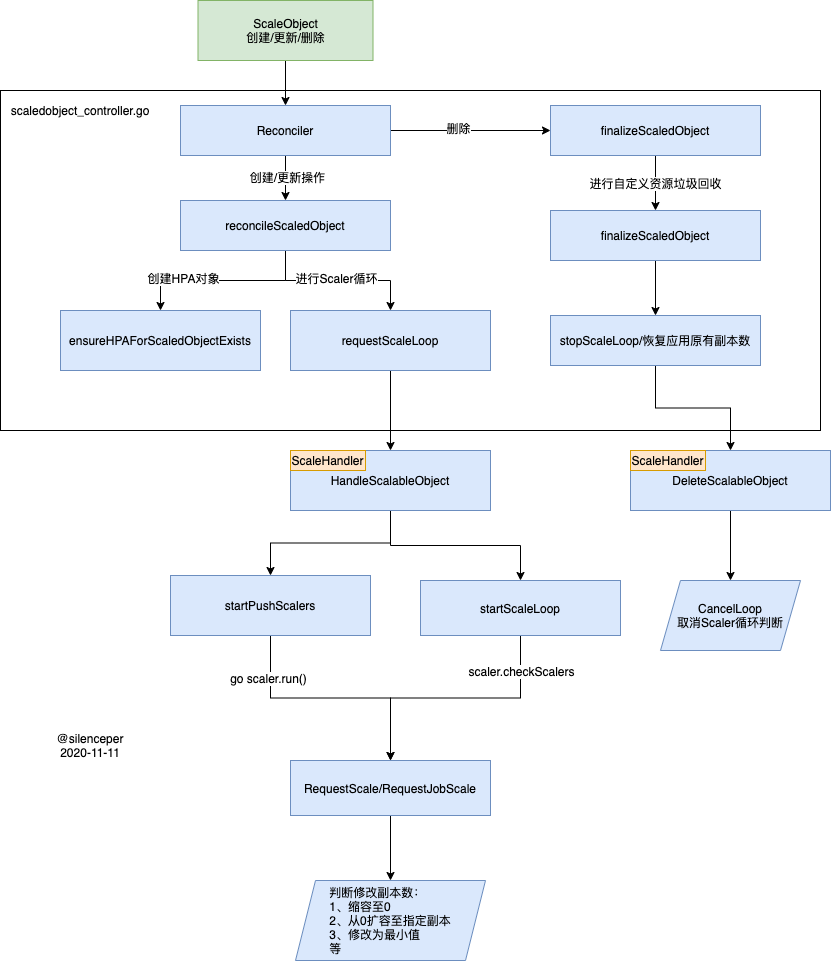 ScaleObject
创建/更新/删除
scaledobject_controller.go
Reconciler
删除
finalizeScaledObject
创建/更新操作
进行自定义资源垃圾回收
reconcileScaledObject
finalizeScaledObject
创建HPA对象
进行Scaler循环
ensureHPAForScaledObjectExists
requestScaleLoop
stopScaleLoop/恢复应用原有副本数
ScaleHandler
HandleScalableObject
ScaleHandler
DeleteScalableObject
startPushScalers
startScaleLoop
CancelLoop
取消Scaler循环判断
go scaler.run()
scaler.checkScalers
@silenceper
2020-11-11
RequestScale/RequestJobScale
判断修改副本数：
1、缩容至0
2、从0扩容至指定副本
3、修改为最小值
等